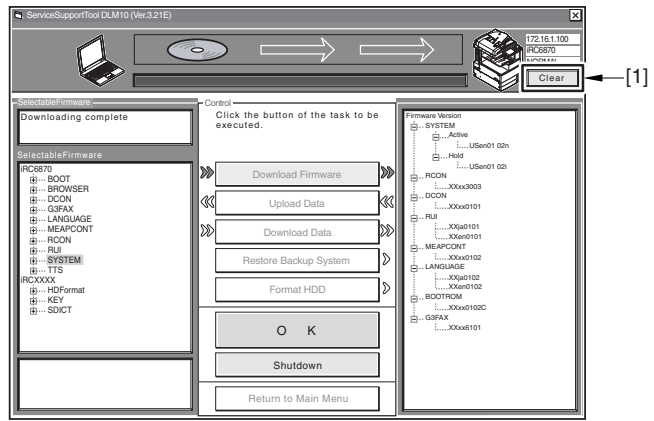 ServiceSupportTool DLM10 (Ver.3.21E)
172.16.1.100
iRC6870
NORMAL
Clear
[1]
SelectableFirmware
Downloading complete
SelectableFirmware
iRC6870
BOOT
BROWSER
DCON
G3FAX
LANGUAGE
MEAPCONT
RCON
RUI
SYSTEM
TTS
iRCXXXX
HDFormat
KEY
SDICT
Control
Click the button of the task to be
executed.
Download Firmware
Upload Data
Download Data
Restore Backup System
Format HDD
O K
Shutdown
Return to Main Menu
Firmware Version
SYSTEM
Active
USen01 02n
Hold
USen01 02i
RCON
XXxx3003
DCON
XXxx0101
RUI
XXja0101
XXen0101
MEAPCONT
XXxx0102
LANGUAGE
XXja0102
XXen0102
BOOTROM
XXxx0102C
G3FAX
XXxx6101